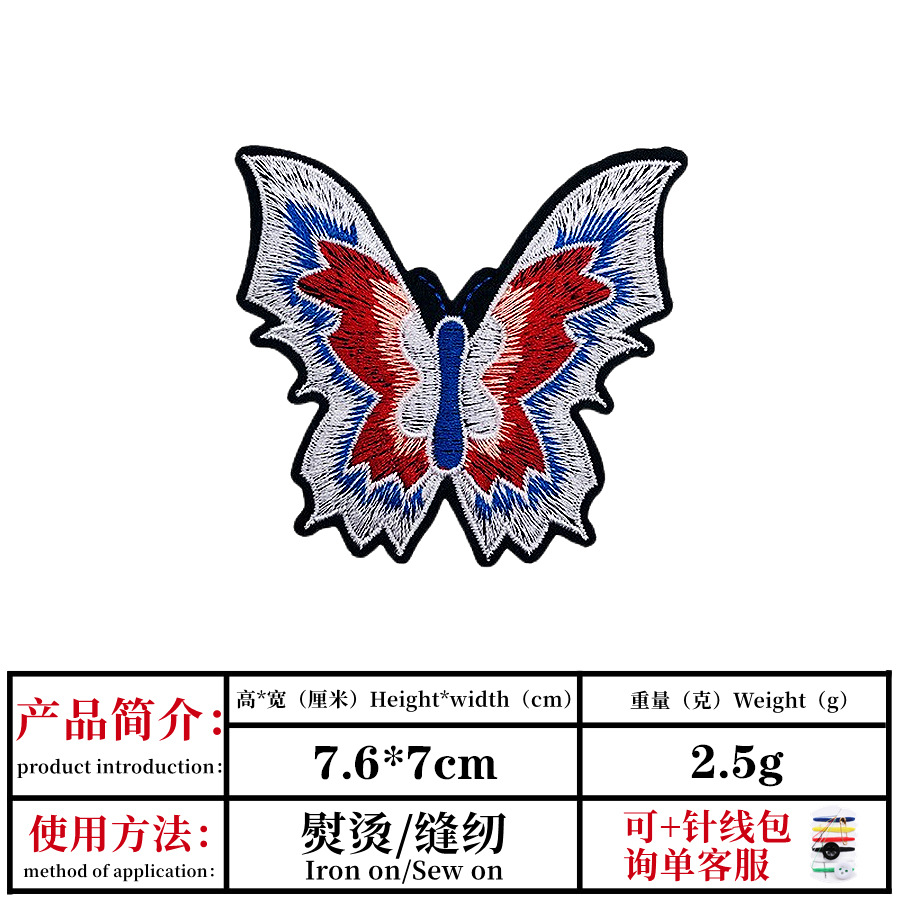 产品简介：
product introduction：
高*宽（厘米）Height*width（cm）
重量（克）Weight（g）
7.6*7cm
2.5g
使用方法：
method of application：
熨烫/缝纫
Iron on/Sew on
可+针线包
询单客服